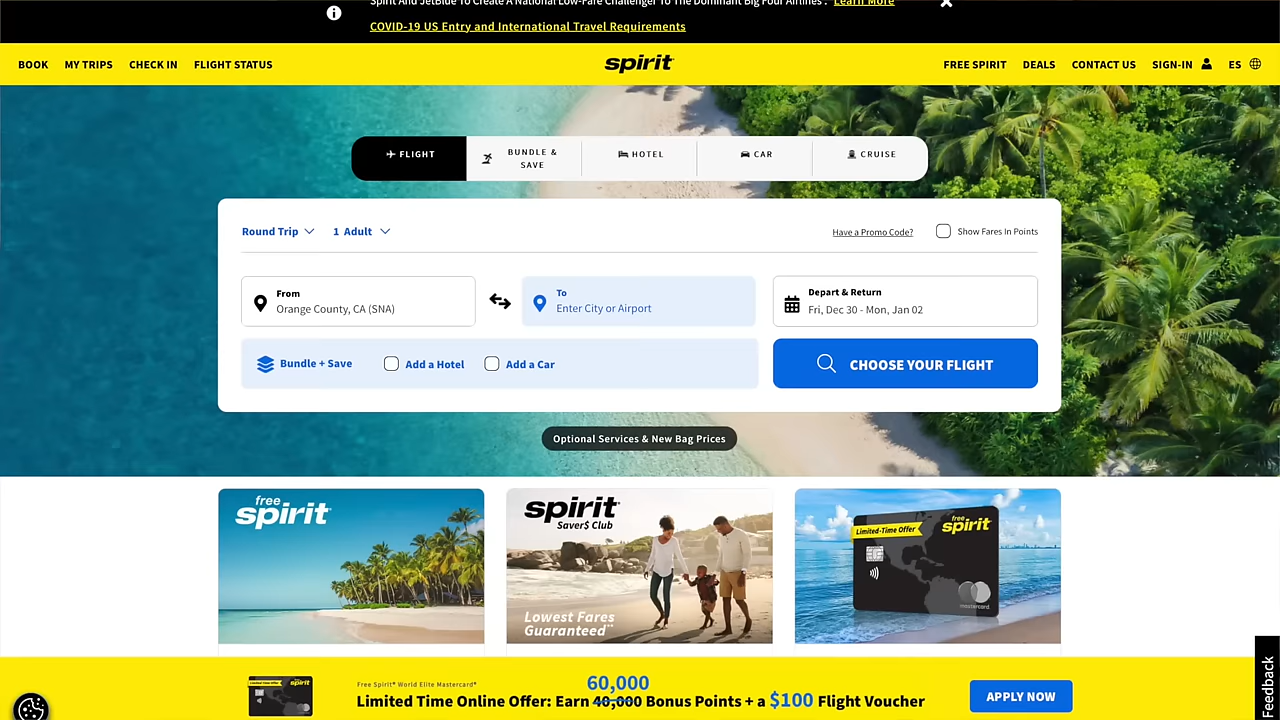 Spirit And JetBlue To Create A National Low-Fare Challenger To The Dominant Big Four Airlines . Learn More
COVID-19 US Entry and International Travel Requirements
BOOK MY TRIPS CHECK IN FLIGHT STATUS spirit FREE SPIRIT DEALS CONTACT US SIGN-IN ES
FLIGHT
BUNDLE &
SAVE
HOTEL
CAR
CRUISE
Round Trip 1 Adult Have a Promo Code? Show Fares In Points
From
Orange County, CA (SNA)
To
Enter City or Airport
Depart & Return
Fri, Dec 30 - Mon, Jan 02
Bundle + Save Add a Hotel Add a Car CHOOSE YOUR FLIGHT
Optional Services & New Bag Prices
free
spirit
spirit
Saver$ Club
Lowest Fares
Guaranteed**
Limited-Time Offer
free
spirit
mastercard
Limited-Time Offer spirit
Free Spirit® World Elite Mastercard®
60,000
Limited Time Online Offer: Earn 40,000 Bonus Points + a $100 Flight Voucher
APPLY NOW
Feedback